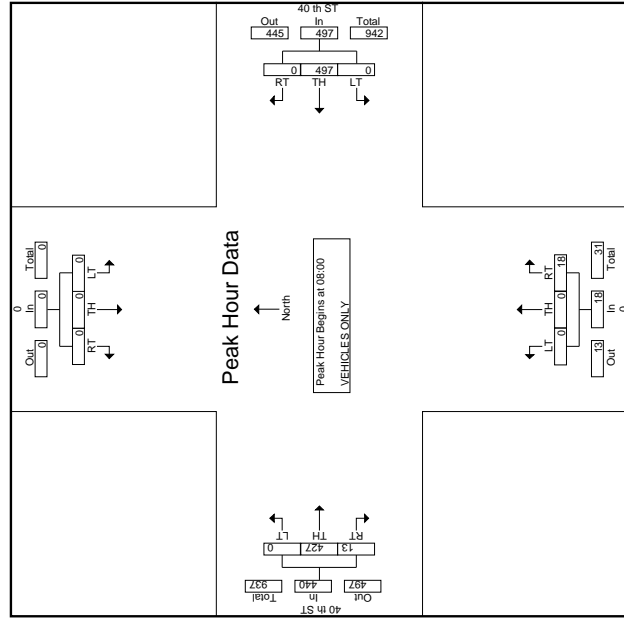 40 th ST
Out In Total
445 497 942
0 497 0
RT TH LT
Total
0
In
0
Out
0
0
LT
0
TH
0
RT
0
Peak Hour Data
North
Peak Hour Begins at 08:00
VEHICLES ONLY
RT
18
TH
0
LT
0
Total
31
In
18
Out
13
0
LT TH RT
0 427 13
937 440 497
Total In Out
40 th ST